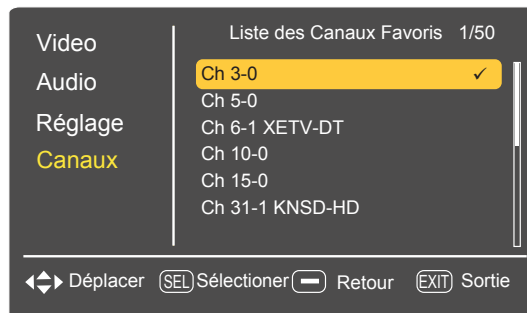 Video
Audio
Réglage
Canaux
Liste des Canaux Favoris 1/50
Ch 3-0 ✓
Ch 5-0
Ch 6-1 XETV-DT
Ch 10-0
Ch 15-0
Ch 31-1 KNSD-HD
Déplacer SEL Sélectioner Retour EXIT Sortie